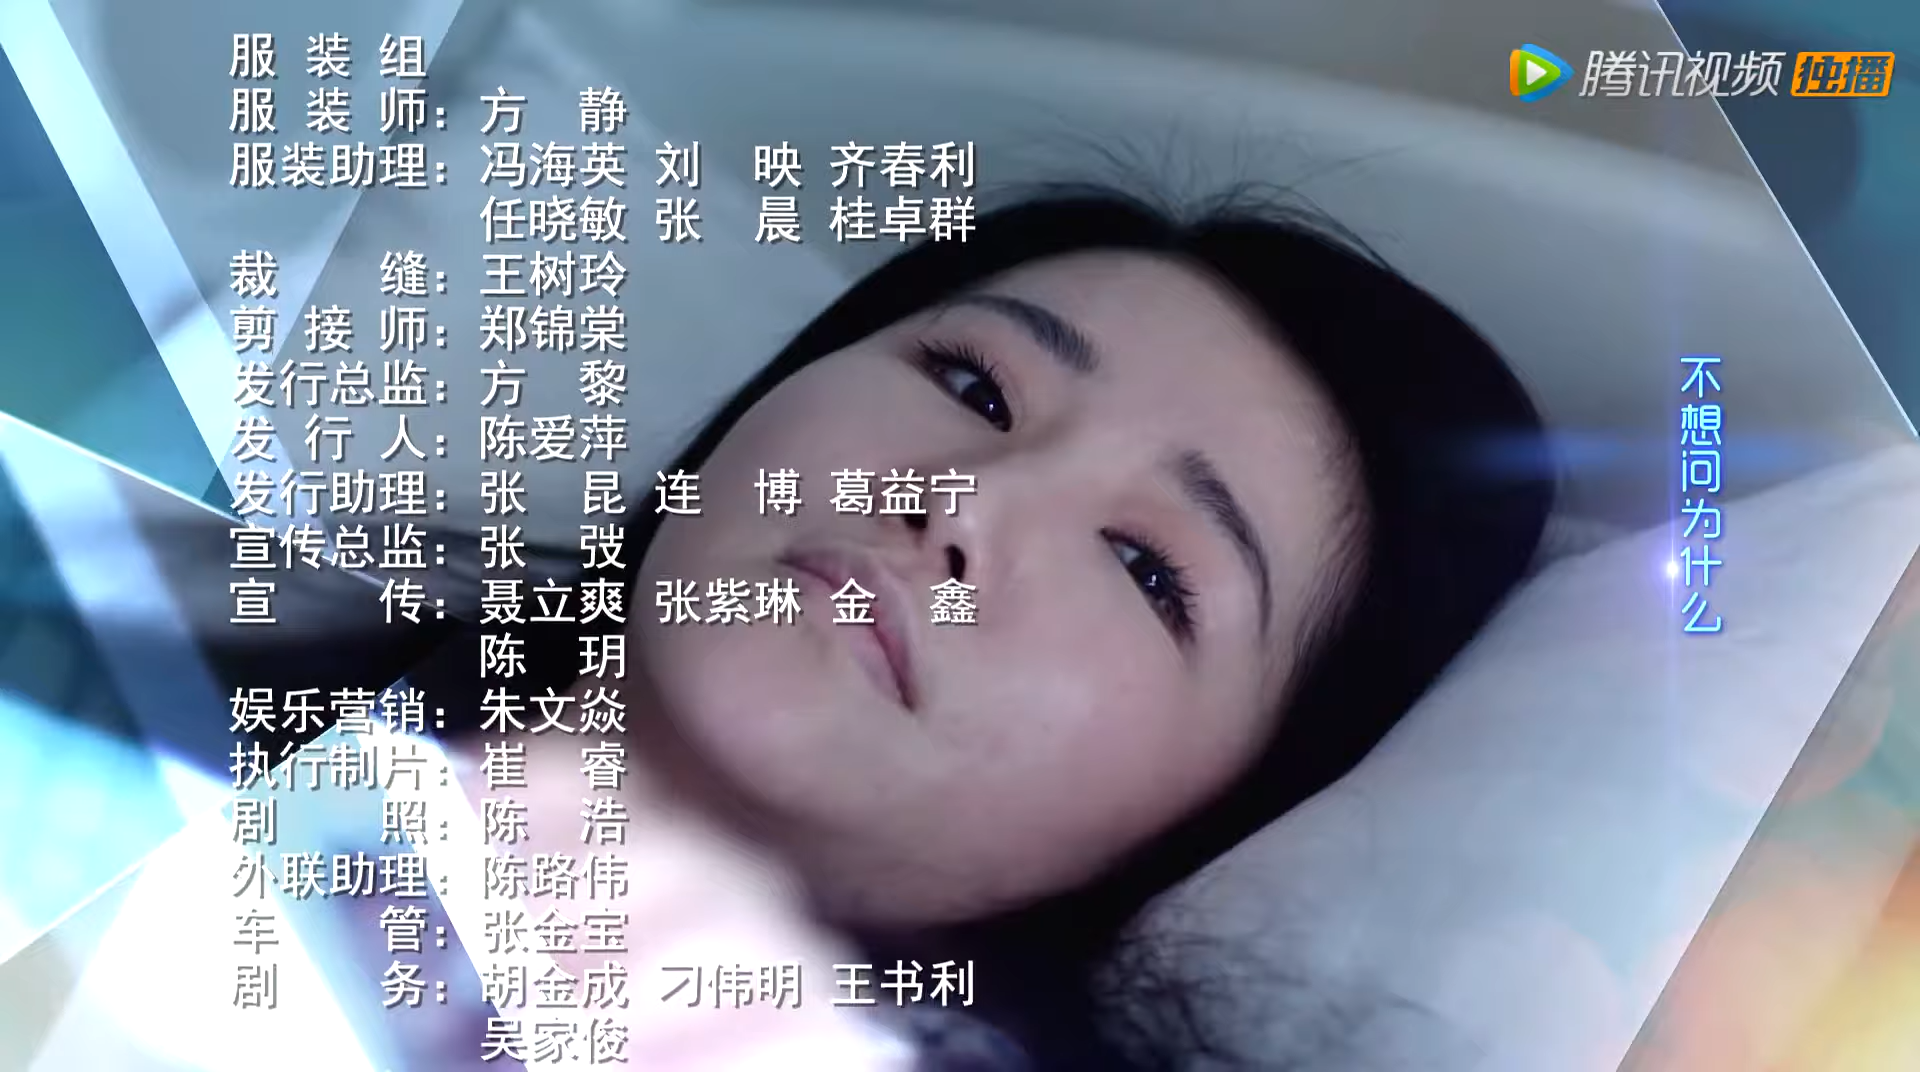 服装组
服装师：方静
服装助理：冯海英 刘映 齐春利
任晓敏 张晨 桂卓群
裁缝：王树玲
剪接师：郑锦棠
发行总监：方黎
发行人：陈爱萍
发行助理：张昆 连博 葛益宁
宣传总监：张弢
宣传：聂立爽 张紫琳 金鑫
陈玥
娱乐营销：朱文焱
执行制片：崔睿
剧照：陈浩
外联助理：陈路伟
车管：张金宝
剧务：胡金成 刁伟明 王书利
吴家俊
腾讯视频 独播
不想问为什么